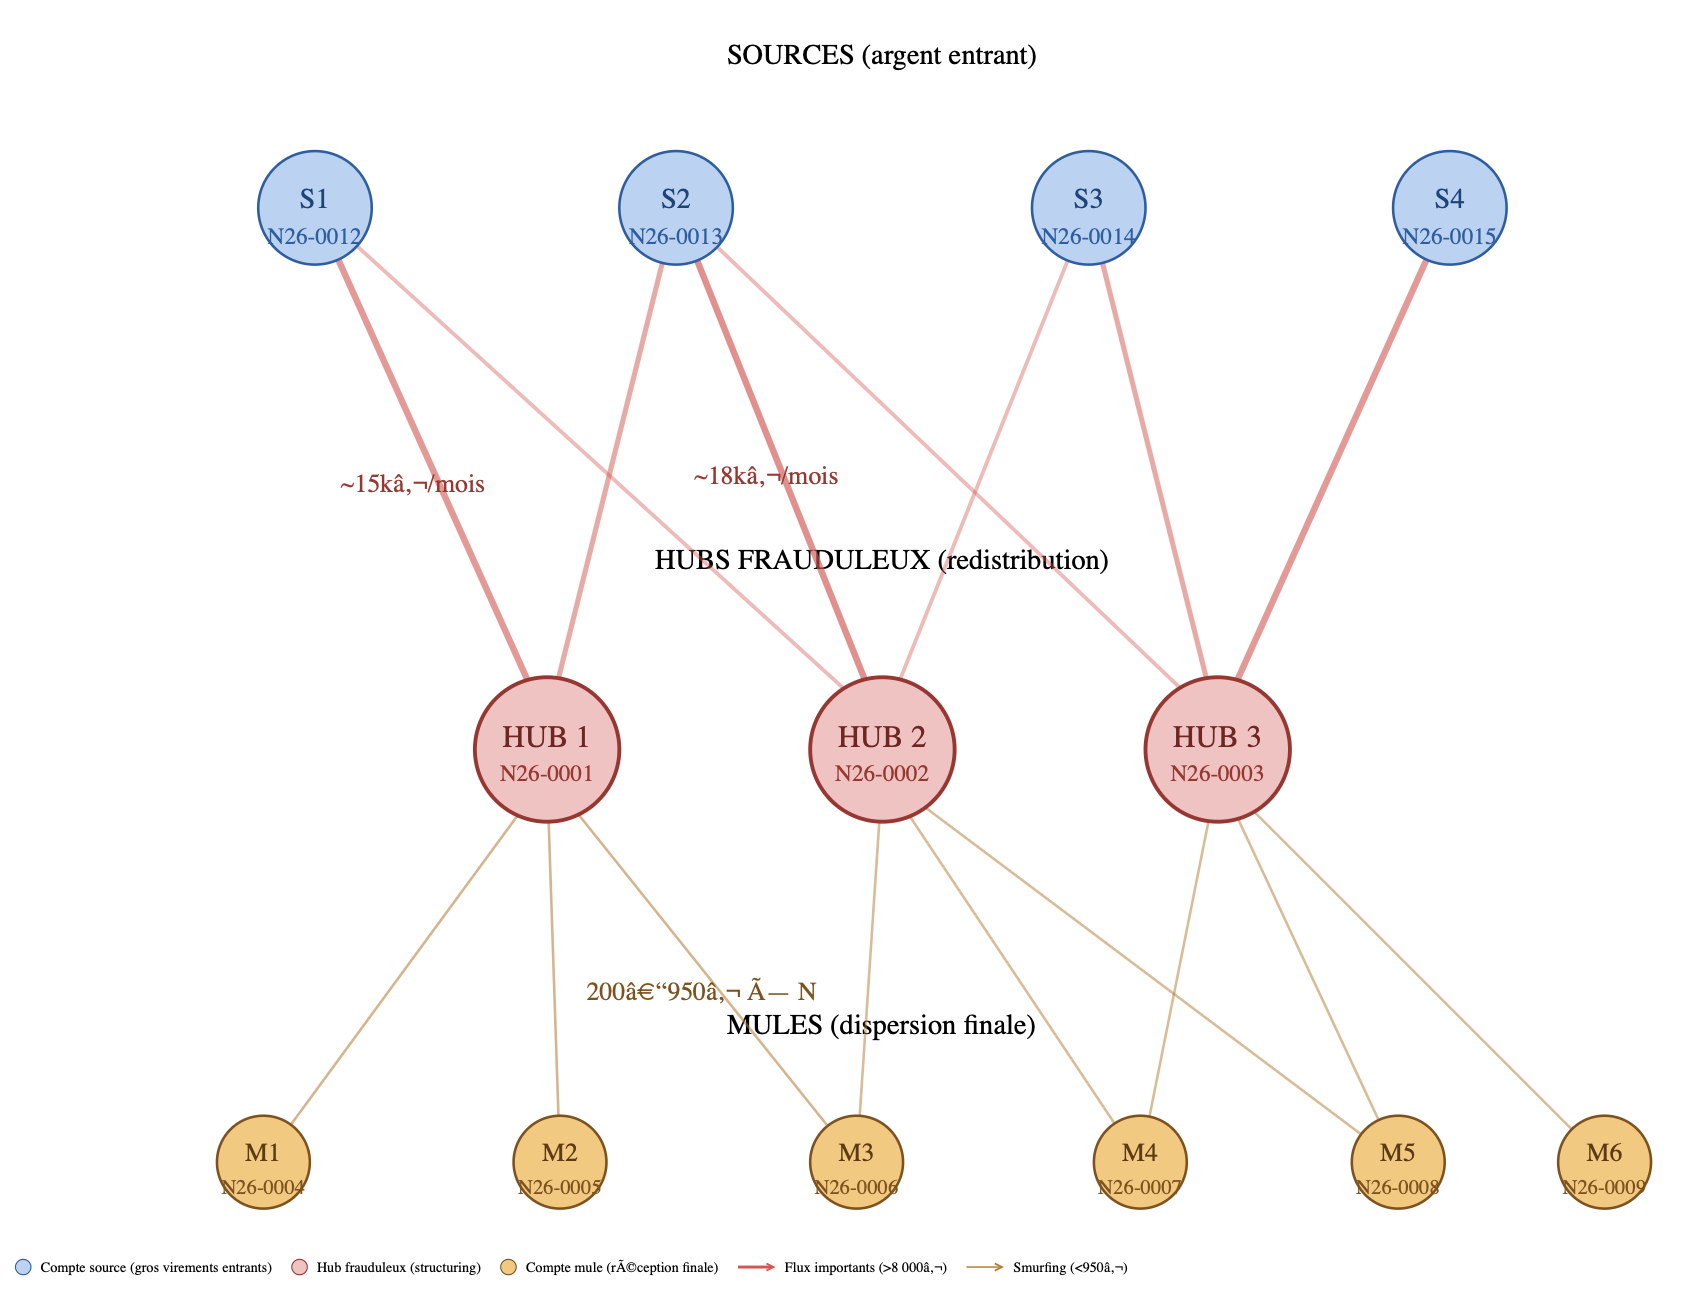 SOURCES (argent entrant)
S1
N26-0012
S2
N26-0013
S3
N26-0014
S4
N26-0015
~15kâ‚¬/mois
~18kâ‚¬/mois
HUBS FRAUDULEUX (redistribution)
HUB 1
N26-0001
HUB 2
N26-0002
HUB 3
N26-0003
200â€“950â‚¬ Ã— N
MULES (dispersion finale)
M1
N26-0004
M2
N26-0005
M3
N26-0006
M4
N26-0007
M5
N26-0008
M6
N26-0009
Compte source (gros virements entrants)
Hub frauduleux (structuring)
Compte mule (rÃ©ception finale)
Flux importants (>8 000â‚¬)
Smurfing (<950â‚¬)